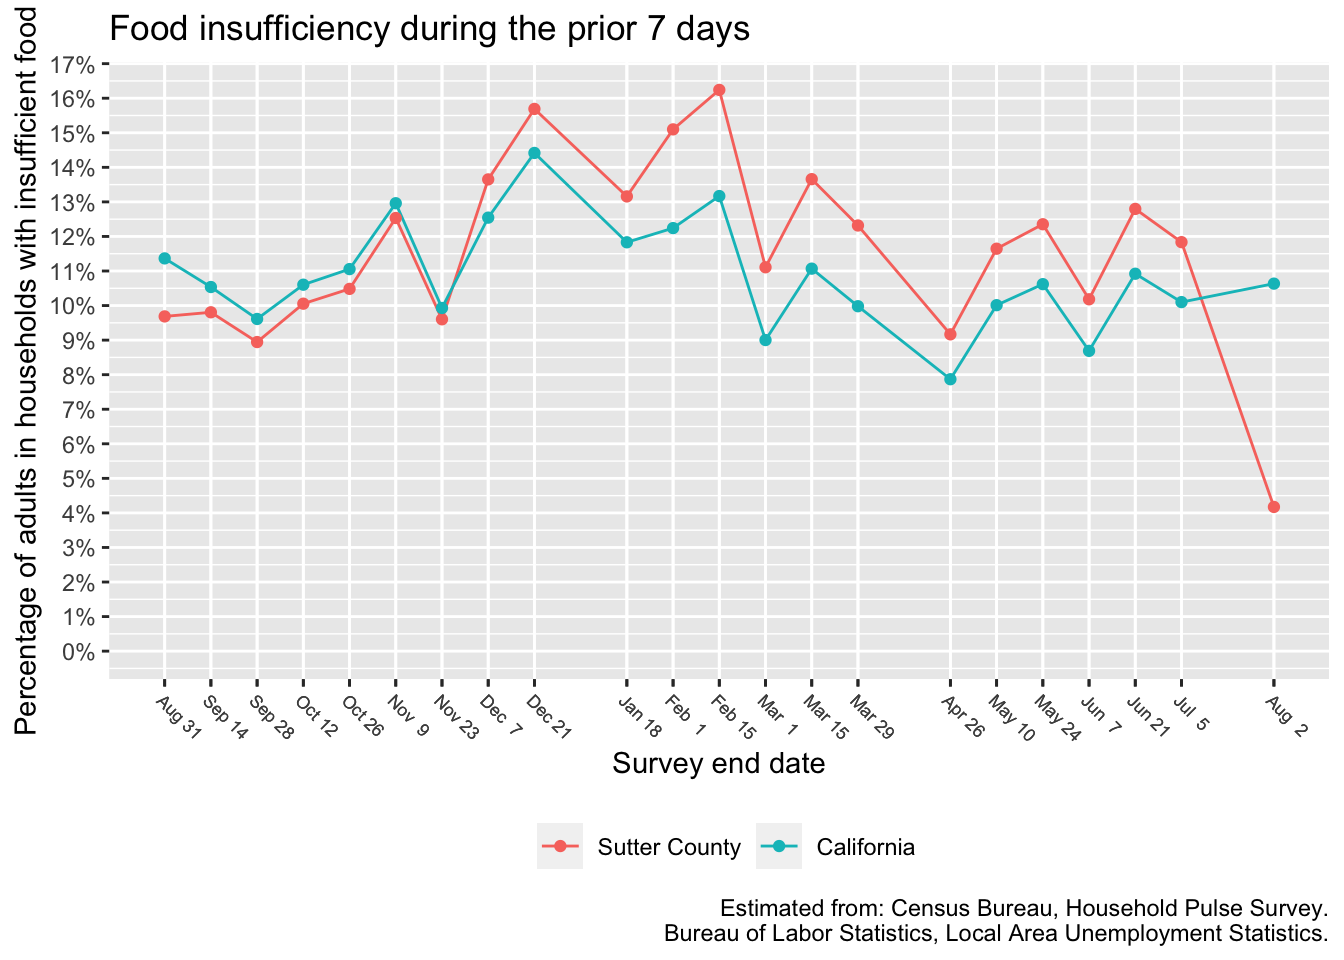 Food insufficiency during the prior 7 days
Percentage of adults in households with insufficient food
17%
16%
15%
14%
13%
12%
11%
10%
9%
8%
7%
6%
5%
4%
3%
2%
1%
0%
Aug 31
Sep 14
Sep 28
Oct 12
Oct 26
Nov 9
Nov 23
Dec 7
Dec 21
Jan 18
Feb 1
Feb 15
Mar 1
Mar 15
Mar 29
Apr 26
May 10
May 24
Jun 7
Jun 21
Jul 5
Aug 2
Survey end date
Sutter County
California
Estimated from: Census Bureau, Household Pulse Survey.
Bureau of Labor Statistics, Local Area Unemployment Statistics.